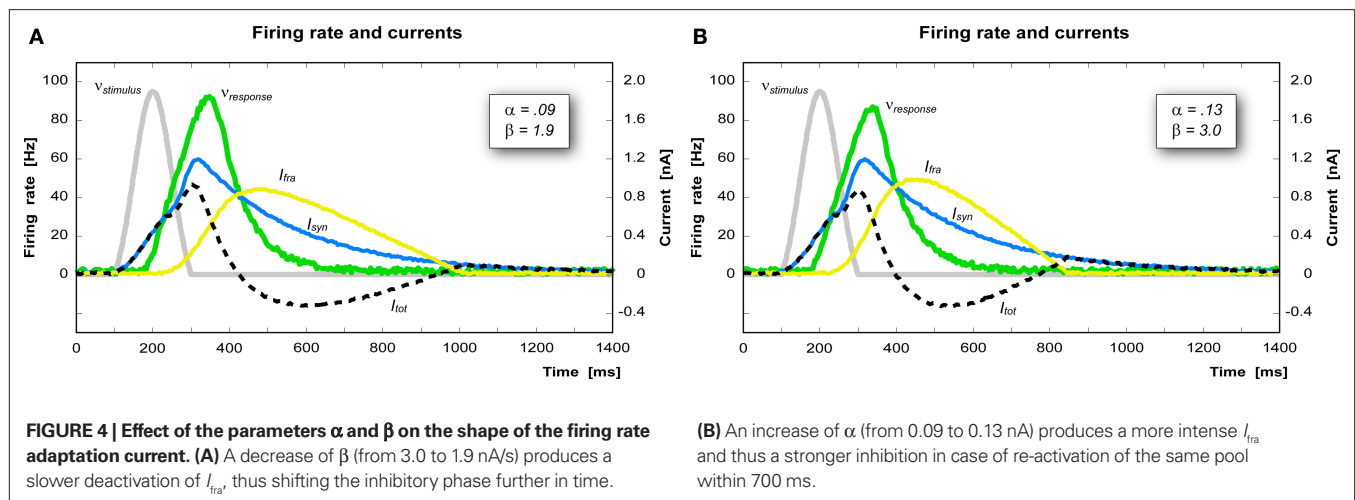 A
Firing rate and currents
Firing rate [Hz]
100
80
60
40
20
0
ν_stimulus
ν_response
I_fra
I_syn
I_tot
α = .09
β = 1.9
2.0
1.6
1.2
0.8
0.4
0
-0.4
Current [nA]
0 200 400 600 800 1000 1200 1400
Time [ms]
B
Firing rate and currents
Firing rate [Hz]
100
80
60
40
20
0
ν_stimulus
ν_response
I_fra
I_syn
I_tot
α = .13
β = 3.0
2.0
1.6
1.2
0.8
0.4
0
-0.4
Current [nA]
0 200 400 600 800 1000 1200 1400
Time [ms]
FIGURE 4 | Effect of the parameters α and β on the shape of the firing rate
adaptation current. (A) A decrease of β (from 3.0 to 1.9 nA/s) produces a
slower deactivation of I_fra, thus shifting the inhibitory phase further in time.
(B) An increase of α (from 0.09 to 0.13 nA) produces a more intense I_fra
and thus a stronger inhibition in case of re-activation of the same pool
within 700 ms.